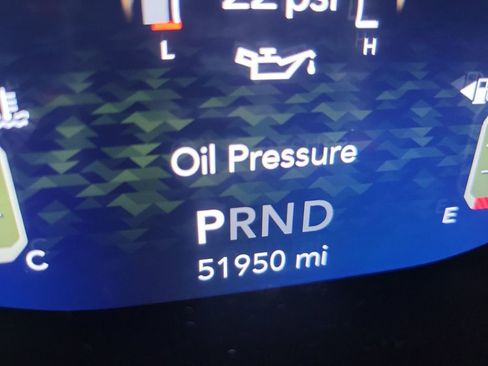 22 psi
L
H
Oil Pressure
PRND
E
C
51950 mi